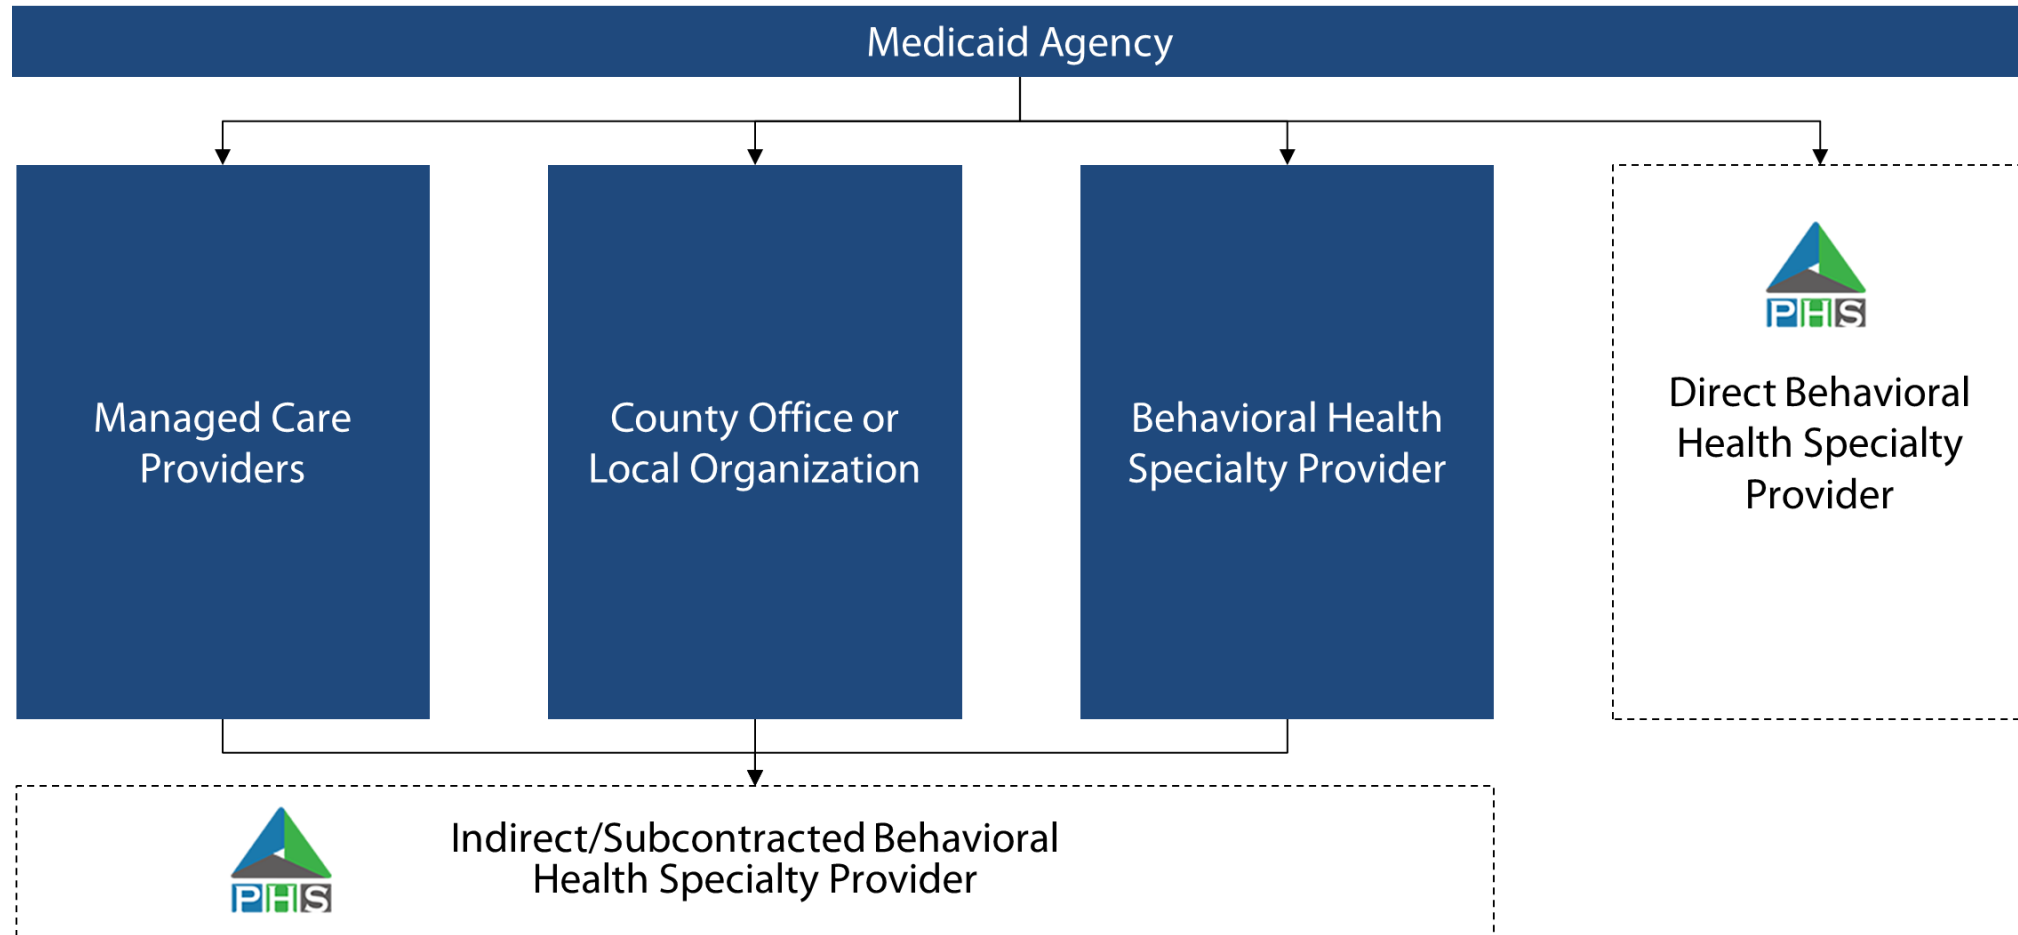 Medicaid Agency
Managed Care
Providers
County Office or
Local Organization
Behavioral Health
Specialty Provider
PHS
Direct Behavioral
Health Specialty
Provider
PHS
Indirect/Subcontracted Behavioral
Health Specialty Provider